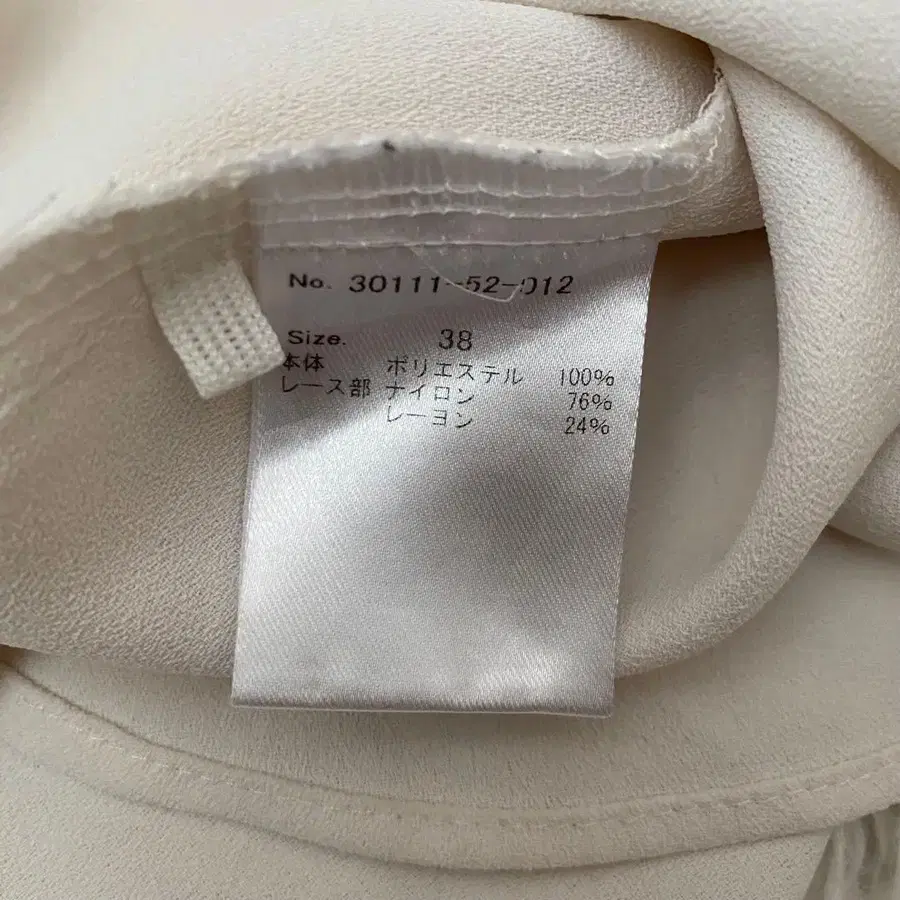 No. 30111-52-012
Size. 38
本体 ポリエステル 100%
レース部 ナイロン 76%
レーヨン 24%